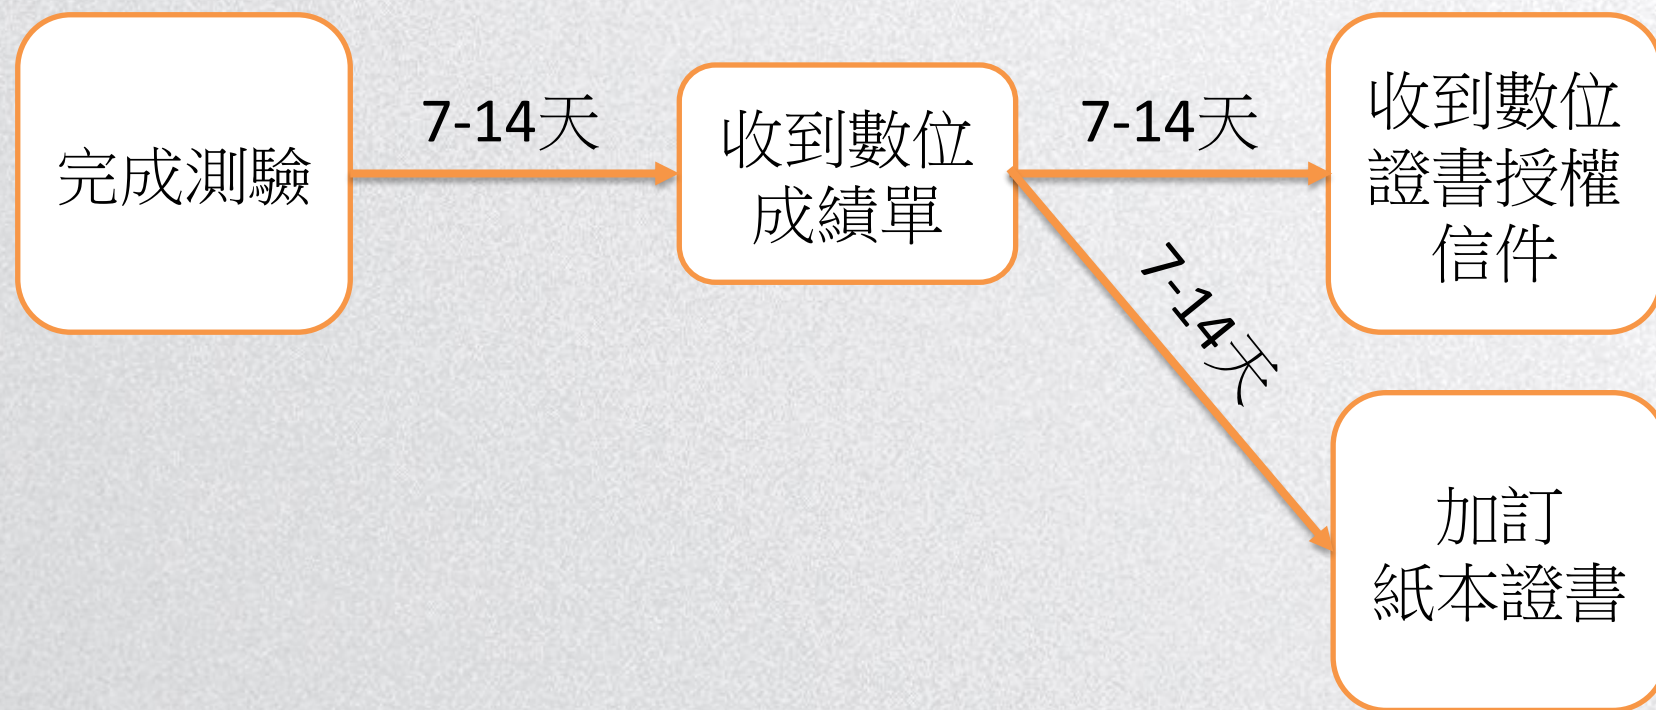 完成測驗
7-14天
收到數位
成績單
7-14天
收到數位
證書授權
信件
7-14天
加訂
紙本證書